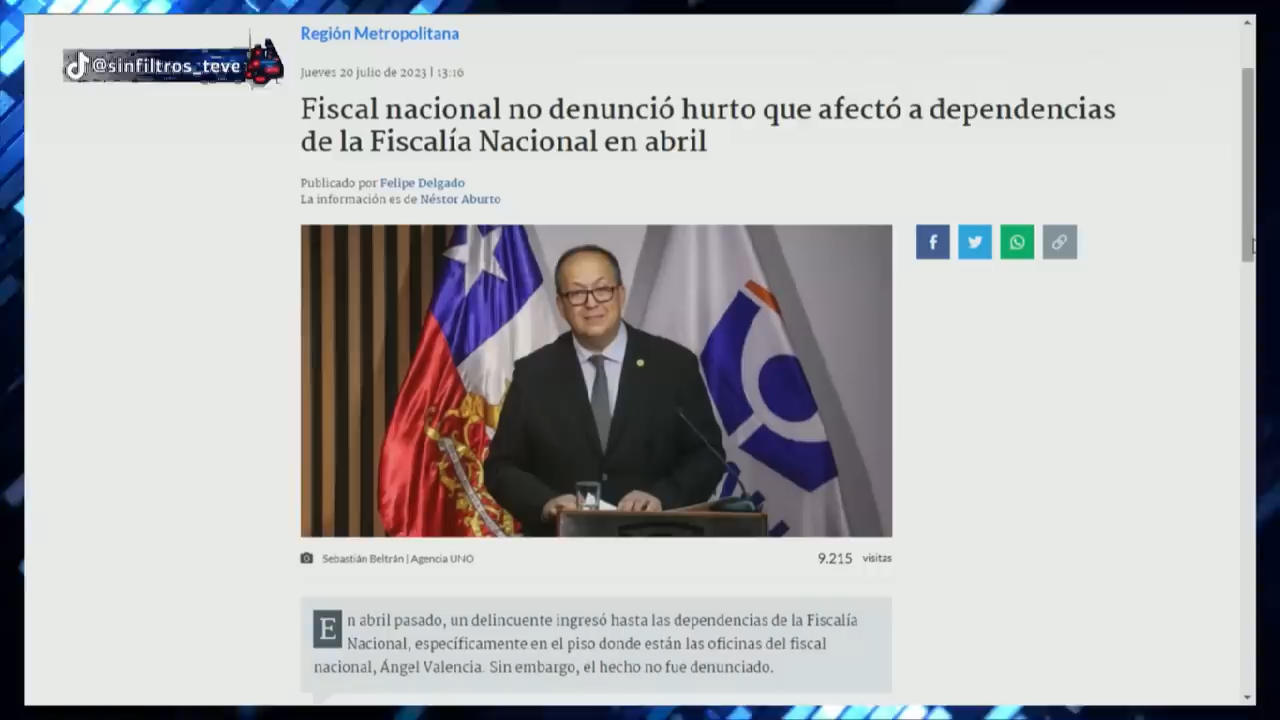 @sinfiltros_teve
Región Metropolitana
Jueves 20 julio de 2023 | 13:16
Fiscal nacional no denunció hurto que afectó a dependencias
de la Fiscalía Nacional en abril
Publicado por Felipe Delgado
La información es de Néstor Aburto
Sebastián Beltrán | Agencia UNO
9.215 visitas
En abril pasado, un delincuente ingresó hasta las dependencias de la Fiscalía
Nacional, específicamente en el piso donde están las oficinas del fiscal
nacional, Ángel Valencia. Sin embargo, el hecho no fue denunciado.